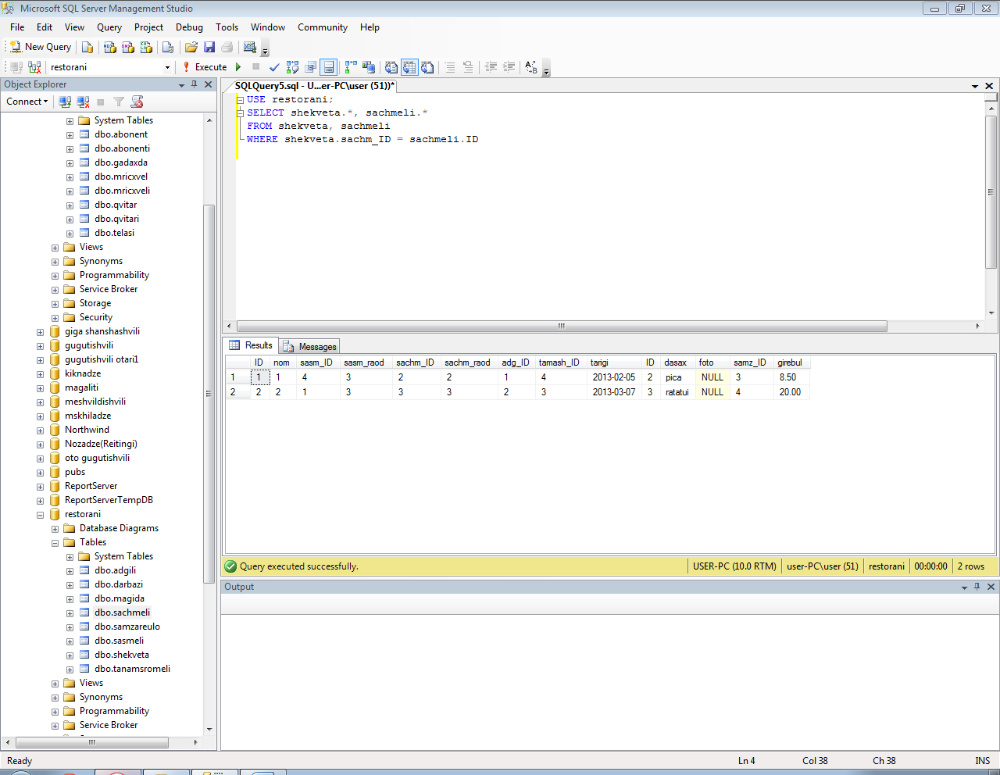 Microsoft SQL Server Management Studio
File Edit View Query Project Debug Tools Window Community Help
New Query
restorani Execute
Object Explorer
Connect
System Tables
dbo.abonent
dbo.abonenti
dbo.gadaxda
dbo.mricxvel
dbo.mricxveli
dbo.qvitar
dbo.qvitari
dbo.telasi
Views
Synonyms
Programmability
Service Broker
Storage
Security
giga shanshashvili
gugutishvili
gugutishvili otari1
kiknadze
magaliti
meshvildishvili
mskhiladze
Northwind
Nozadze(Reitingi)
oto gugutishvili
pubs
ReportServer
ReportServerTempDB
restorani
Database Diagrams
Tables
System Tables
dbo.adgili
dbo.darbazi
dbo.magida
dbo.sachmeli
dbo.samzareulo
dbo.sasmeli
dbo.shekveta
dbo.tanamsromeli
Views
Synonyms
Programmability
Service Broker
SQLQuery5.sql - U...er-PC\user (51))*
USE restorani;
SELECT shekveta.*, sachmeli.*
FROM shekveta, sachmeli
WHERE shekveta.sachm_ID = sachmeli.ID
Results Messages
ID nom sasm_ID sasm_raod sachm_ID sachm_raod adg_ID tamash_ID tarigi ID dasax foto samz_ID girebul
1 1 1 4 3 2 2 1 4 2013-02-05 2 pica NULL 3 8.50
2 2 2 1 3 3 3 2 3 2013-03-07 3 ratatui NULL 4 20.00
Query executed successfully. USER-PC (10.0 RTM) user-PC\user (51) restorani 00:00:00 2 rows
Output
Ready Ln 4 Col 38 Ch 38 INS